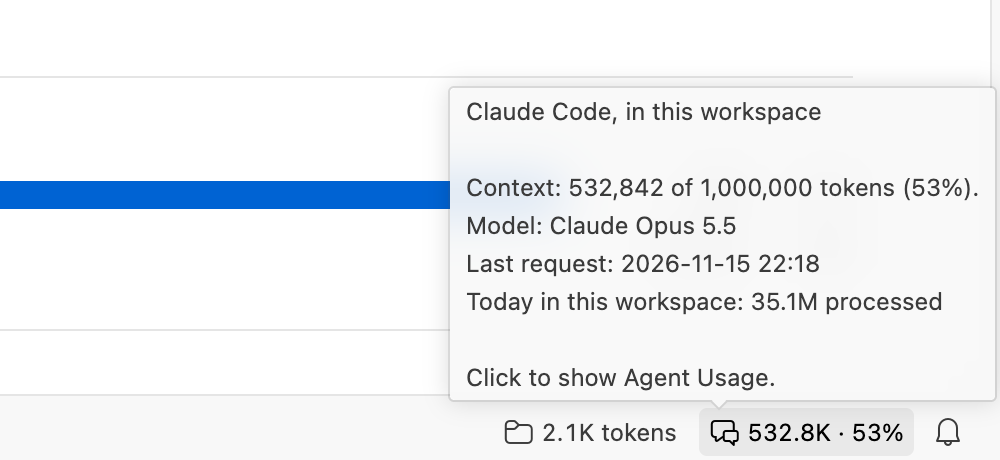 Claude Code, in this workspace
Context: 532,842 of 1,000,000 tokens (53%).
Model: Claude Opus 5.5
Last request: 2026-11-15 22:18
Today in this workspace: 35.1M processed
Click to show Agent Usage.
2.1K tokens 532.8K · 53%